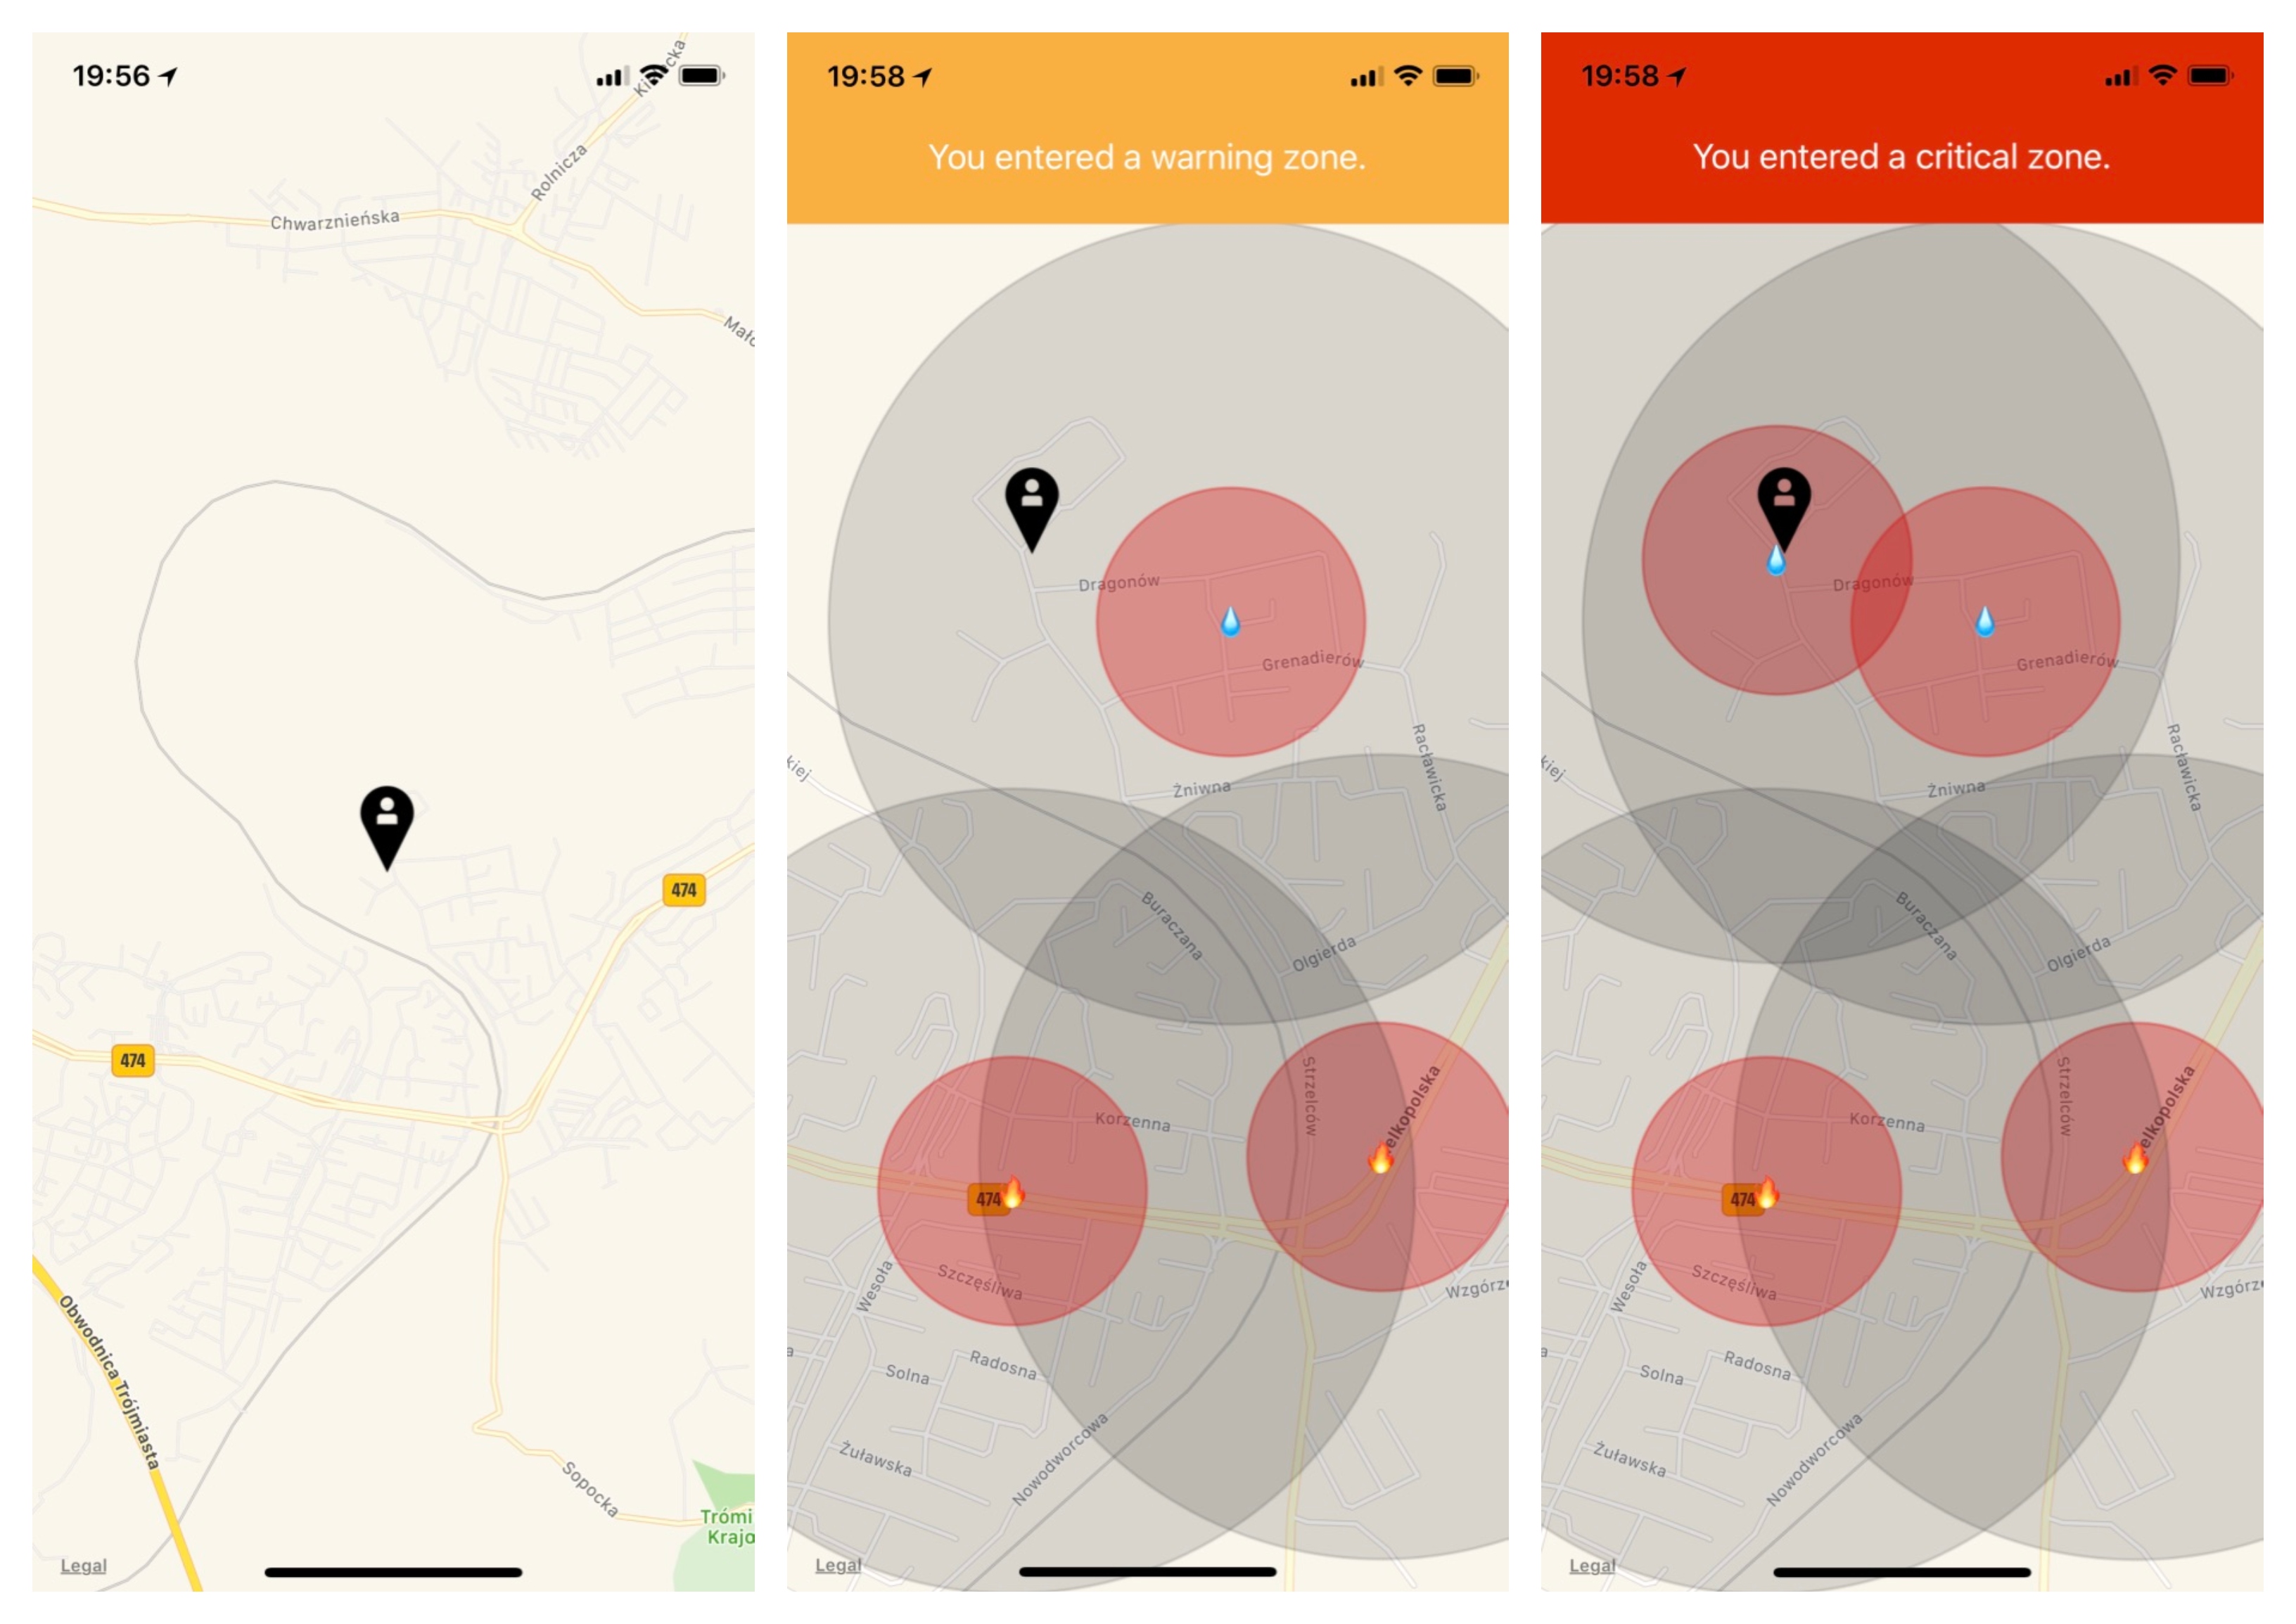 19:56
Ki
cka
Rolnicza
Chwarznieńska
Małc
474
474
Obwodnica Trójmiasta
Sopocka
Trómi
Krajo
Legal
19:58
You entered a warning zone.
Dragonów
Grenadierów
Racławicka
kiej
Żniwna
Buraczana
Olgierda
Strzelców
elkopolska
Korzenna
474
Szczęśliwa
Wesoła
Wzgórze
a
Radosna
Solna
Nowodworcowa
Żuławska
Legal
19:58
You entered a critical zone.
Dragonów
Grenadierów
Racławicka
kiej
Żniwna
Buraczana
Olgierda
Strzelców
elkopolska
Korzenna
474
Szczęśliwa
Wesoła
Wzgórz
a
Radosna
Solna
Nowodworcowa
Żuławska
Legal